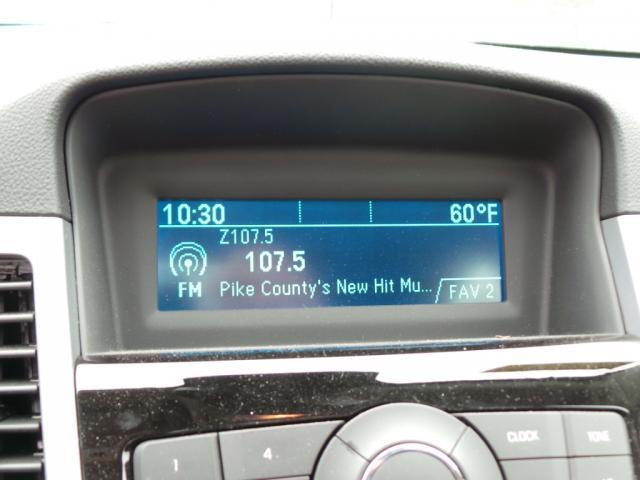 10:30 60°F
Z107.5
107.5
FM Pike County's New Hit Mu... FAV 2
1 4 CLOCK TONE